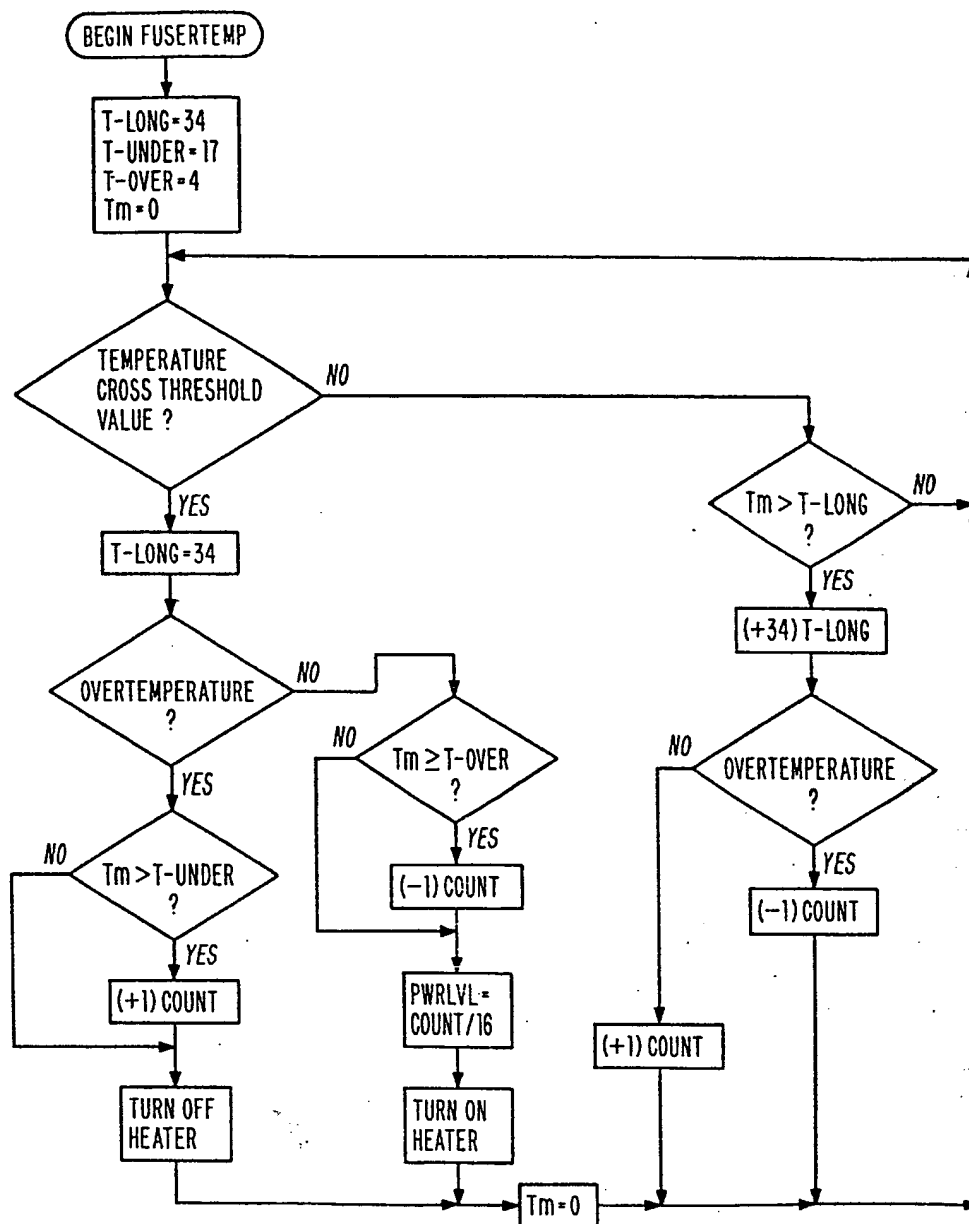 BEGIN FUSERTEMP
T-LONG=34
T-UNDER=17
T-OVER=4
Tm=0
TEMPERATURE
CROSS THRESHOLD
VALUE ?
NO
YES
T-LONG=34
Tm > T-LONG
?
NO
YES
(+34) T-LONG
OVERTEMPERATURE
?
NO
YES
Tm ≥ T-OVER
?
NO
YES
(-1) COUNT
OVERTEMPERATURE
?
NO
YES
(-1) COUNT
Tm > T-UNDER
?
NO
YES
(+1) COUNT
PWRLVL=
COUNT/16
(+1) COUNT
TURN OFF
HEATER
TURN ON
HEATER
Tm=0